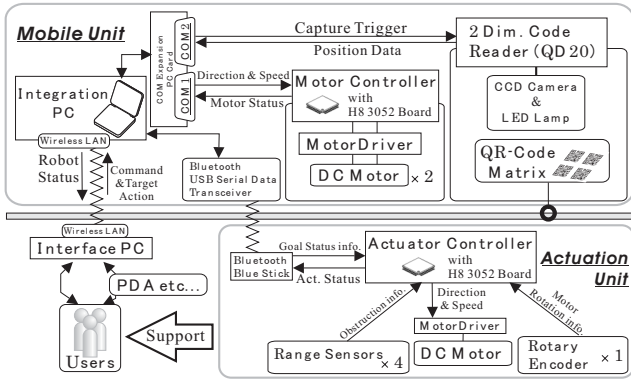 Mobile Unit
COM Expansion
PC Card
COM2
COM1
Capture Trigger
Position Data
2 Dim. Code
Reader (QD20)
Direction & Speed
Motor Status
Motor Controller
with
H8 3052 Board
CCD Camera
&
LED Lamp
Integration
PC
Wireless LAN
Robot
Status
Command
&Target
Action
Bluetooth
USB Serial Data
Transceiver
MotorDriver
DCMotor × 2
QR-Code
Matrix
Wireless LAN
Interface PC
PDA etc...
Users
Support
Bluetooth
Blue Stick
Goal Status info.
Act. Status
Actuator Controller
with
H8 3052 Board
Actuation
Unit
Obstruction info.
Direction
& Speed
Motor
Rotation info.
MotorDriver
DCMotor
Range Sensors × 4
Rotary
Encoder × 1